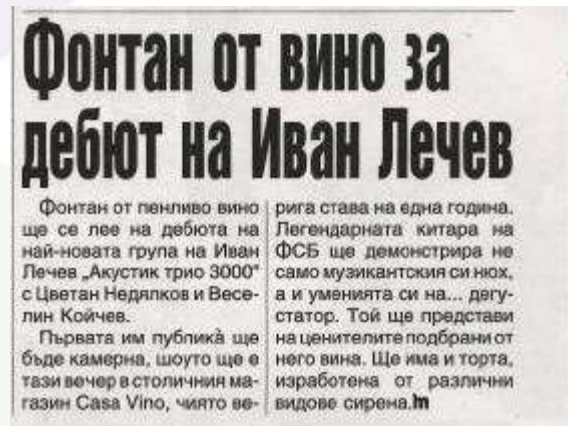 Фонтан от вино за
дебют на Иван Лечев
Фонтан от пенливо вино
ще се лее на дебюта на
най-новата група на Иван
Лечев „Акустик трио 3000"
с Цветан Недялков и Весе-
лин Койчев.
Първата им публикà ще
бъде камерна, шоуто ще е
тази вечер в столичния ма-
газин Casa Vino, чиято ве-
рига става на една година.
Легендарната китара на
ФСБ ще демонстрира не
само музикантския си нюх,
а и уменията си на... дегу-
статор. Той ще представи
на ценителите подбрани от
него вина. Ще има и торта,
изработена от различни
видове сирена.